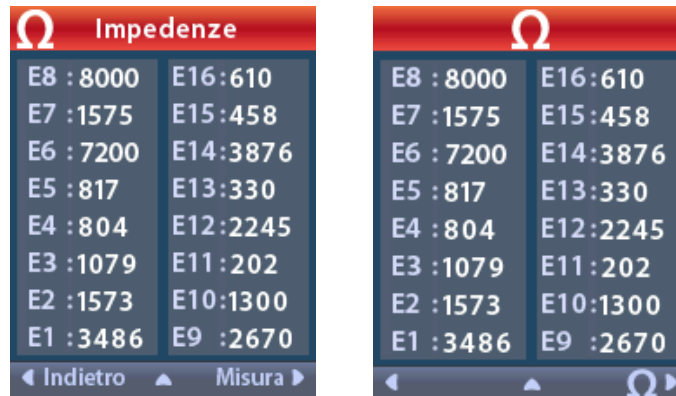 Ω Impedenze
E8 : 8000 E16: 610
E7 : 1575 E15: 458
E6 : 7200 E14: 3876
E5 : 817 E13: 330
E4 : 804 E12: 2245
E3 : 1079 E11: 202
E2 : 1573 E10: 1300
E1 : 3486 E9 : 2670
Indietro Misura
Ω
E8 : 8000 E16: 610
E7 : 1575 E15: 458
E6 : 7200 E14: 3876
E5 : 817 E13: 330
E4 : 804 E12: 2245
E3 : 1079 E11: 202
E2 : 1573 E10: 1300
E1 : 3486 E9 : 2670
Ω